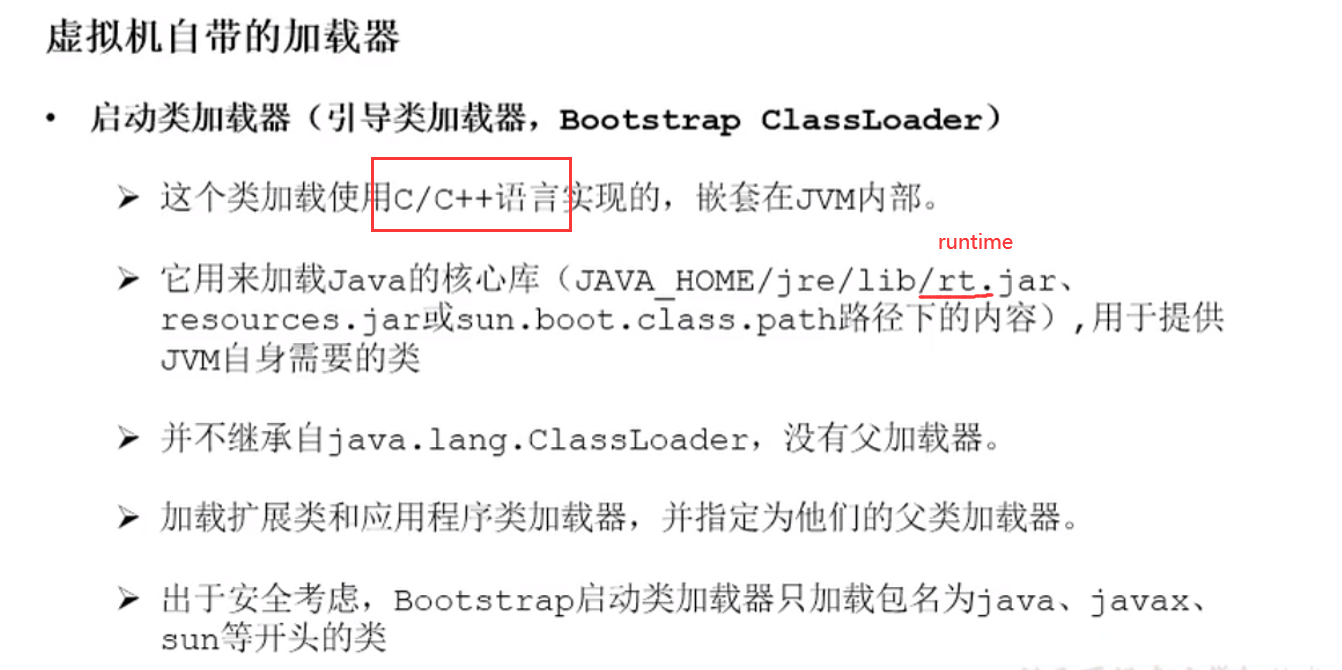 虚拟机自带的加载器
• 启动类加载器（引导类加载器，Bootstrap ClassLoader）
➢ 这个类加载使用C/C++语言实现的，嵌套在JVM内部。
runtime
➢ 它用来加载Java的核心库（JAVA_HOME/jre/lib/rt.jar、
resources.jar或sun.boot.class.path路径下的内容）,用于提供
JVM自身需要的类
➢ 并不继承自java.lang.ClassLoader，没有父加载器。
➢ 加载扩展类和应用程序类加载器，并指定为他们的父类加载器。
➢ 出于安全考虑，Bootstrap启动类加载器只加载包名为java、javax、
sun等开头的类